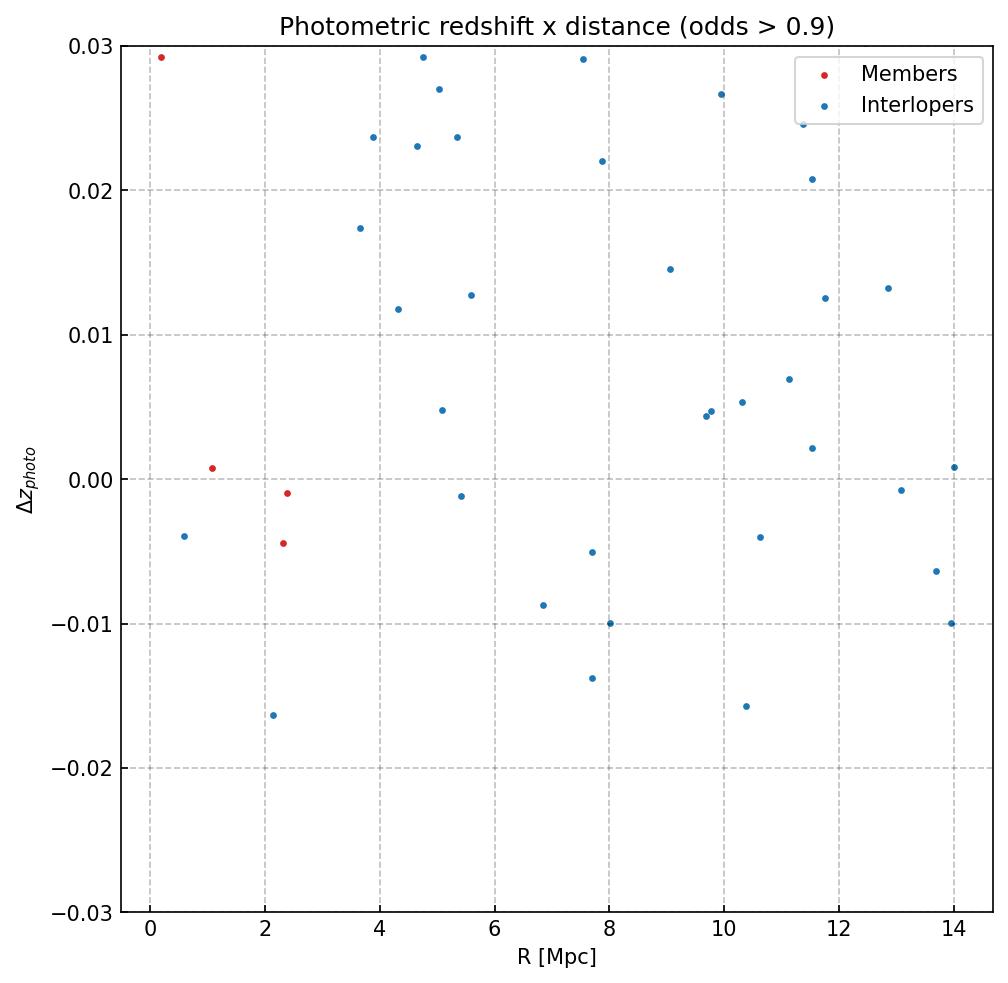 Photometric redshift x distance (odds > 0.9)
Members
Interlopers
0.03
0.02
0.01
0.00
−0.01
−0.02
−0.03
Δz_photo
0 2 4 6 8 10 12 14
R [Mpc]